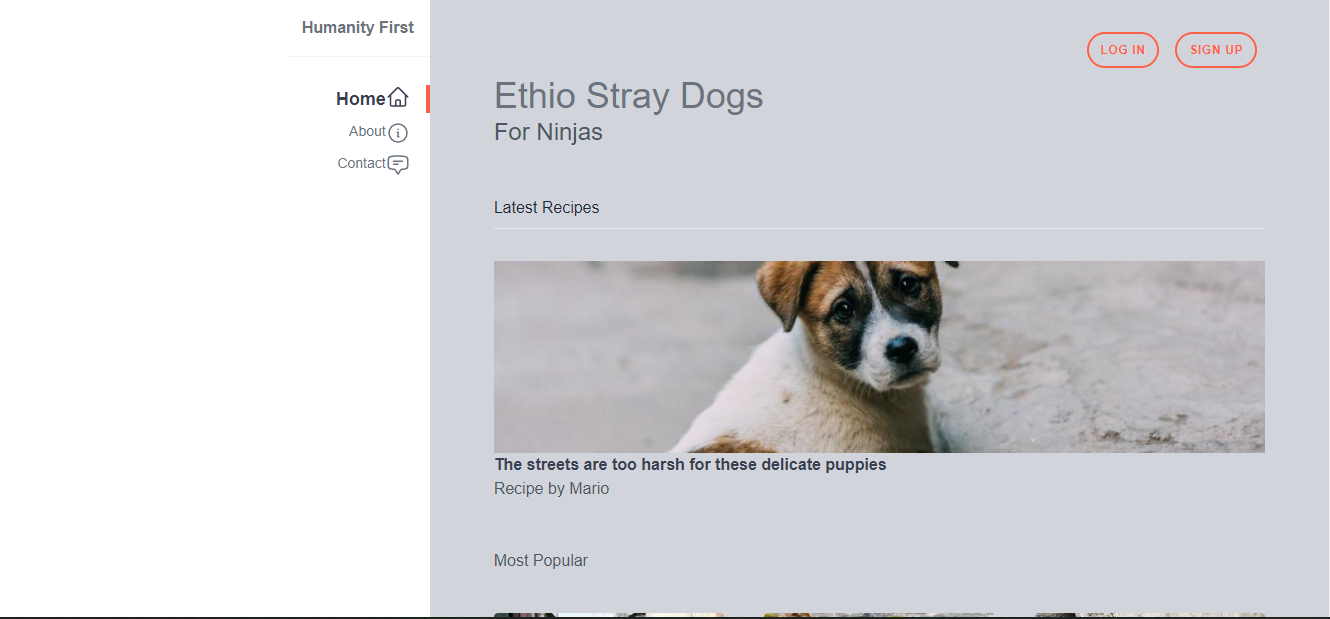 Humanity First
Home
About
Contact
LOG IN
SIGN UP
Ethio Stray Dogs
For Ninjas
Latest Recipes
The streets are too harsh for these delicate puppies
Recipe by Mario
Most Popular